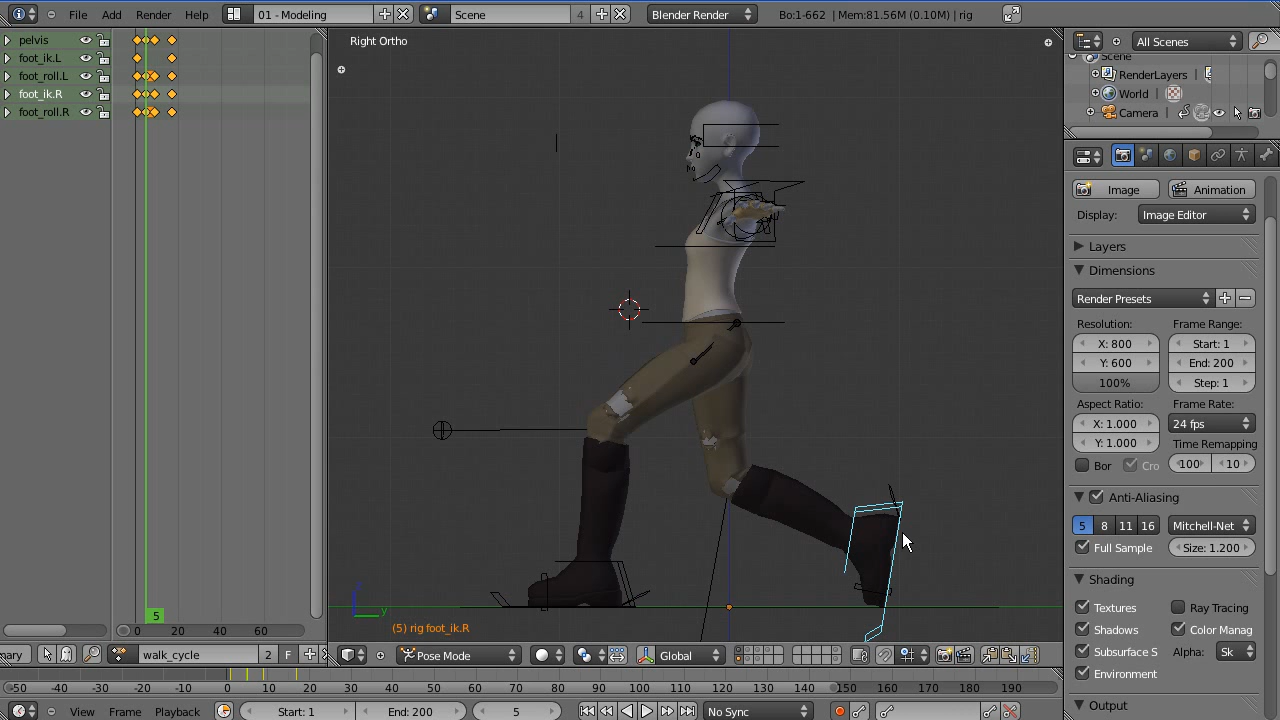 File Add Render Help 01 - Modeling Scene 4 Blender Render Bo:1-662 | Mem:81.56M (0.10M) | rig
pelvis
foot_ik.L
foot_roll.L
foot_ik.R
foot_roll.R
5
0 20 40 60
mary walk_cycle 2 F
Right Ortho
y
(5) rig foot_ik.R
Pose Mode Global
All Scenes
Scene
RenderLayers
World
Camera
Image Animation
Display: Image Editor
Layers
Dimensions
Render Presets
Resolution: Frame Range:
X: 800 Start: 1
Y: 600 End: 200
100% Step: 1
Aspect Ratio: Frame Rate:
X: 1.000 24 fps
Y: 1.000 Time Remapping
Bor Cro 100 10
Anti-Aliasing
5 8 11 16 Mitchell-Net
Full Sample Size: 1.200
Shading
Textures Ray Tracing
Shadows Color Manag
Subsurface S Alpha: Sk
Environment
Output
-50 -40 -30 -20 -10 0 10 20 30 40 50 60 70 80 90 100 110 120 130 140 150 160 170 180 190
View Frame Playback Start: 1 End: 200 5 No Sync